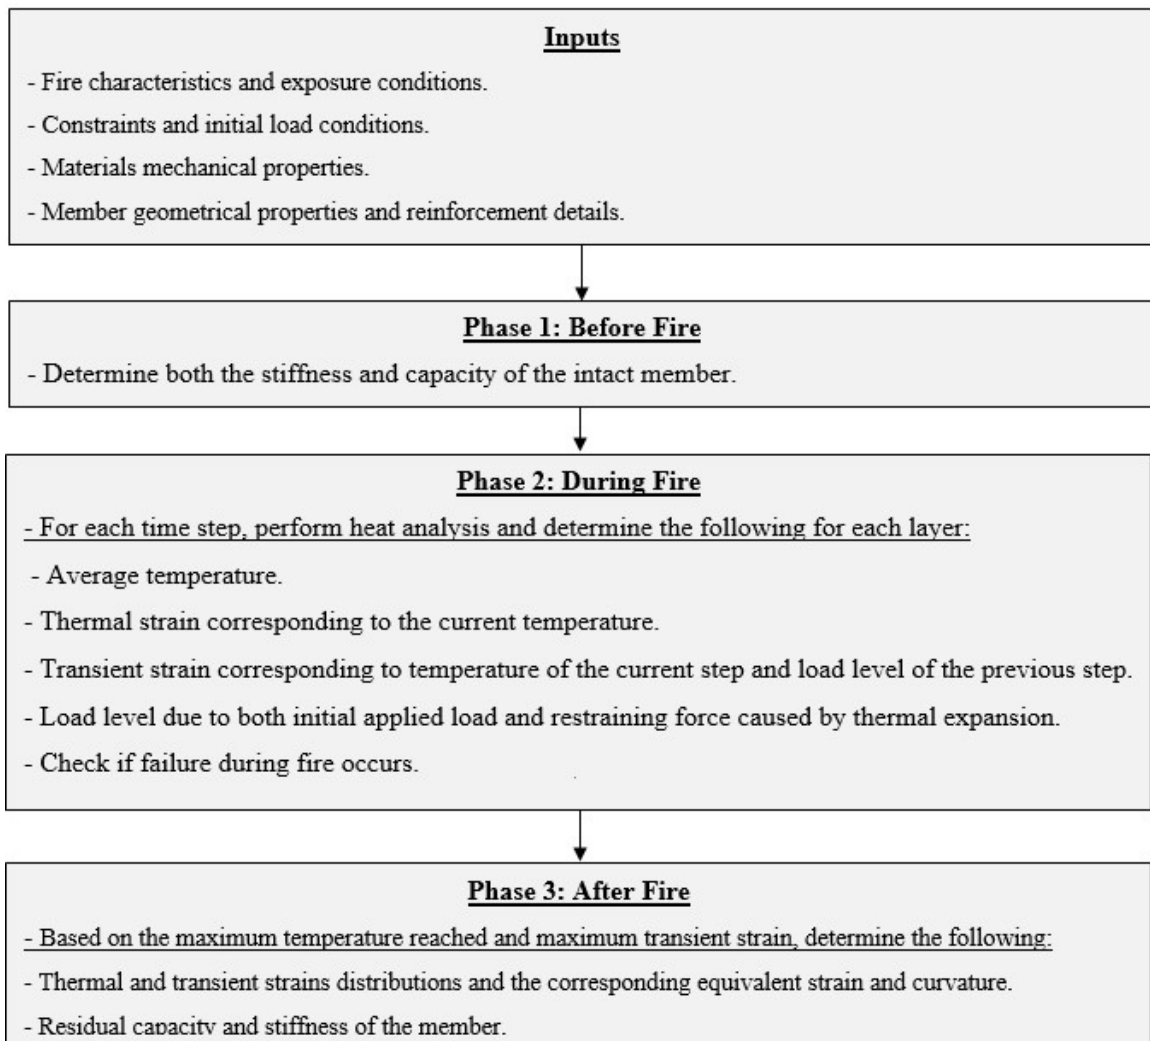 Inputs
- Fire characteristics and exposure conditions.
- Constraints and initial load conditions.
- Materials mechanical properties.
- Member geometrical properties and reinforcement details.
Phase 1: Before Fire
- Determine both the stiffness and capacity of the intact member.
Phase 2: During Fire
- For each time step, perform heat analysis and determine the following for each layer:
- Average temperature.
- Thermal strain corresponding to the current temperature.
- Transient strain corresponding to temperature of the current step and load level of the previous step.
- Load level due to both initial applied load and restraining force caused by thermal expansion.
- Check if failure during fire occurs.
Phase 3: After Fire
- Based on the maximum temperature reached and maximum transient strain, determine the following:
- Thermal and transient strains distributions and the corresponding equivalent strain and curvature.
- Residual capacity and stiffness of the member.